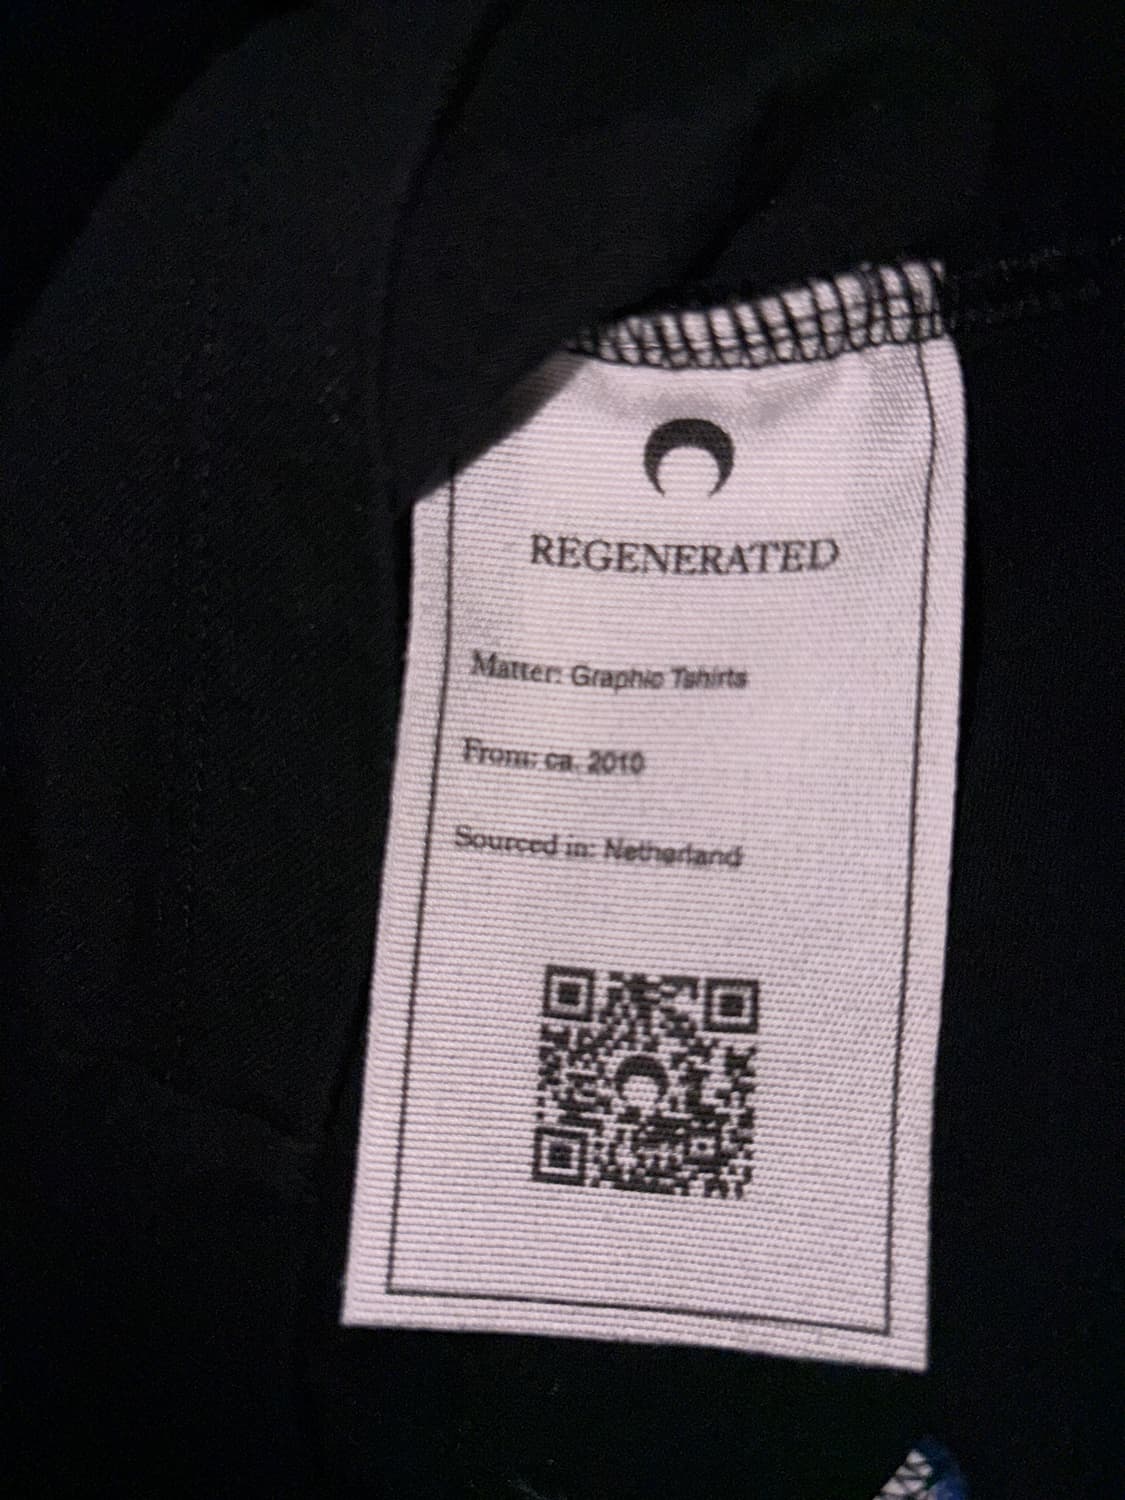 REGENERATED
Matter: Graphic Tshirts
From: ca. 2010
Sourced in: Netherland